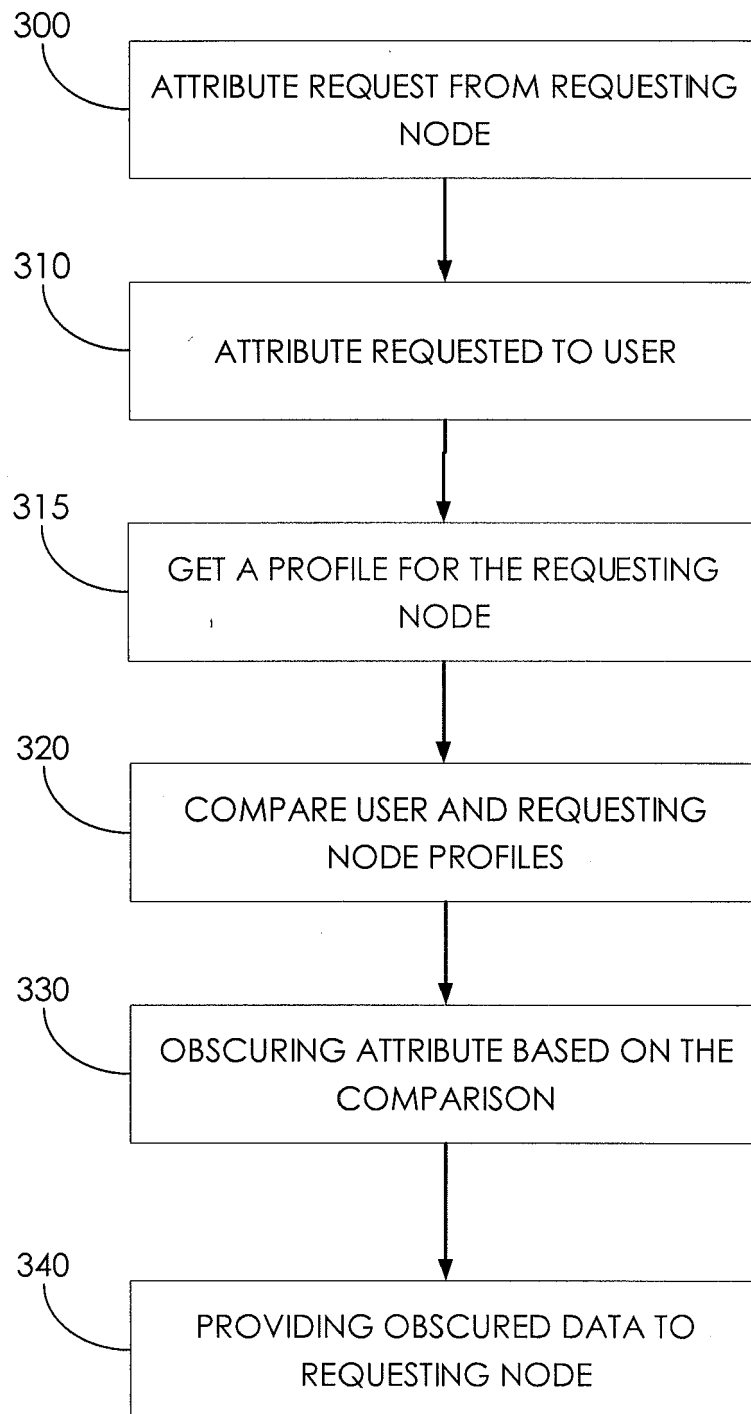 300
ATTRIBUTE REQUEST FROM REQUESTING
NODE
310
ATTRIBUTE REQUESTED TO USER
315
GET A PROFILE FOR THE REQUESTING
NODE
320
COMPARE USER AND REQUESTING
NODE PROFILES
330
OBSCURING ATTRIBUTE BASED ON THE
COMPARISON
340
PROVIDING OBSCURED DATA TO
REQUESTING NODE